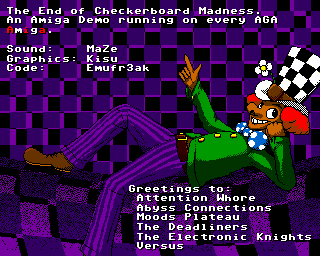 The End of Checkerboard Madness.
An Amiga Demo running on every AGA
Amiga.
Sound: MaZe
Graphics: Kisu
Code: Emufr3ak
Greetings to:
Attention Whore
Abyss Connections
Moods Plateau
The Deadliners
The Electronic Knights
Versus